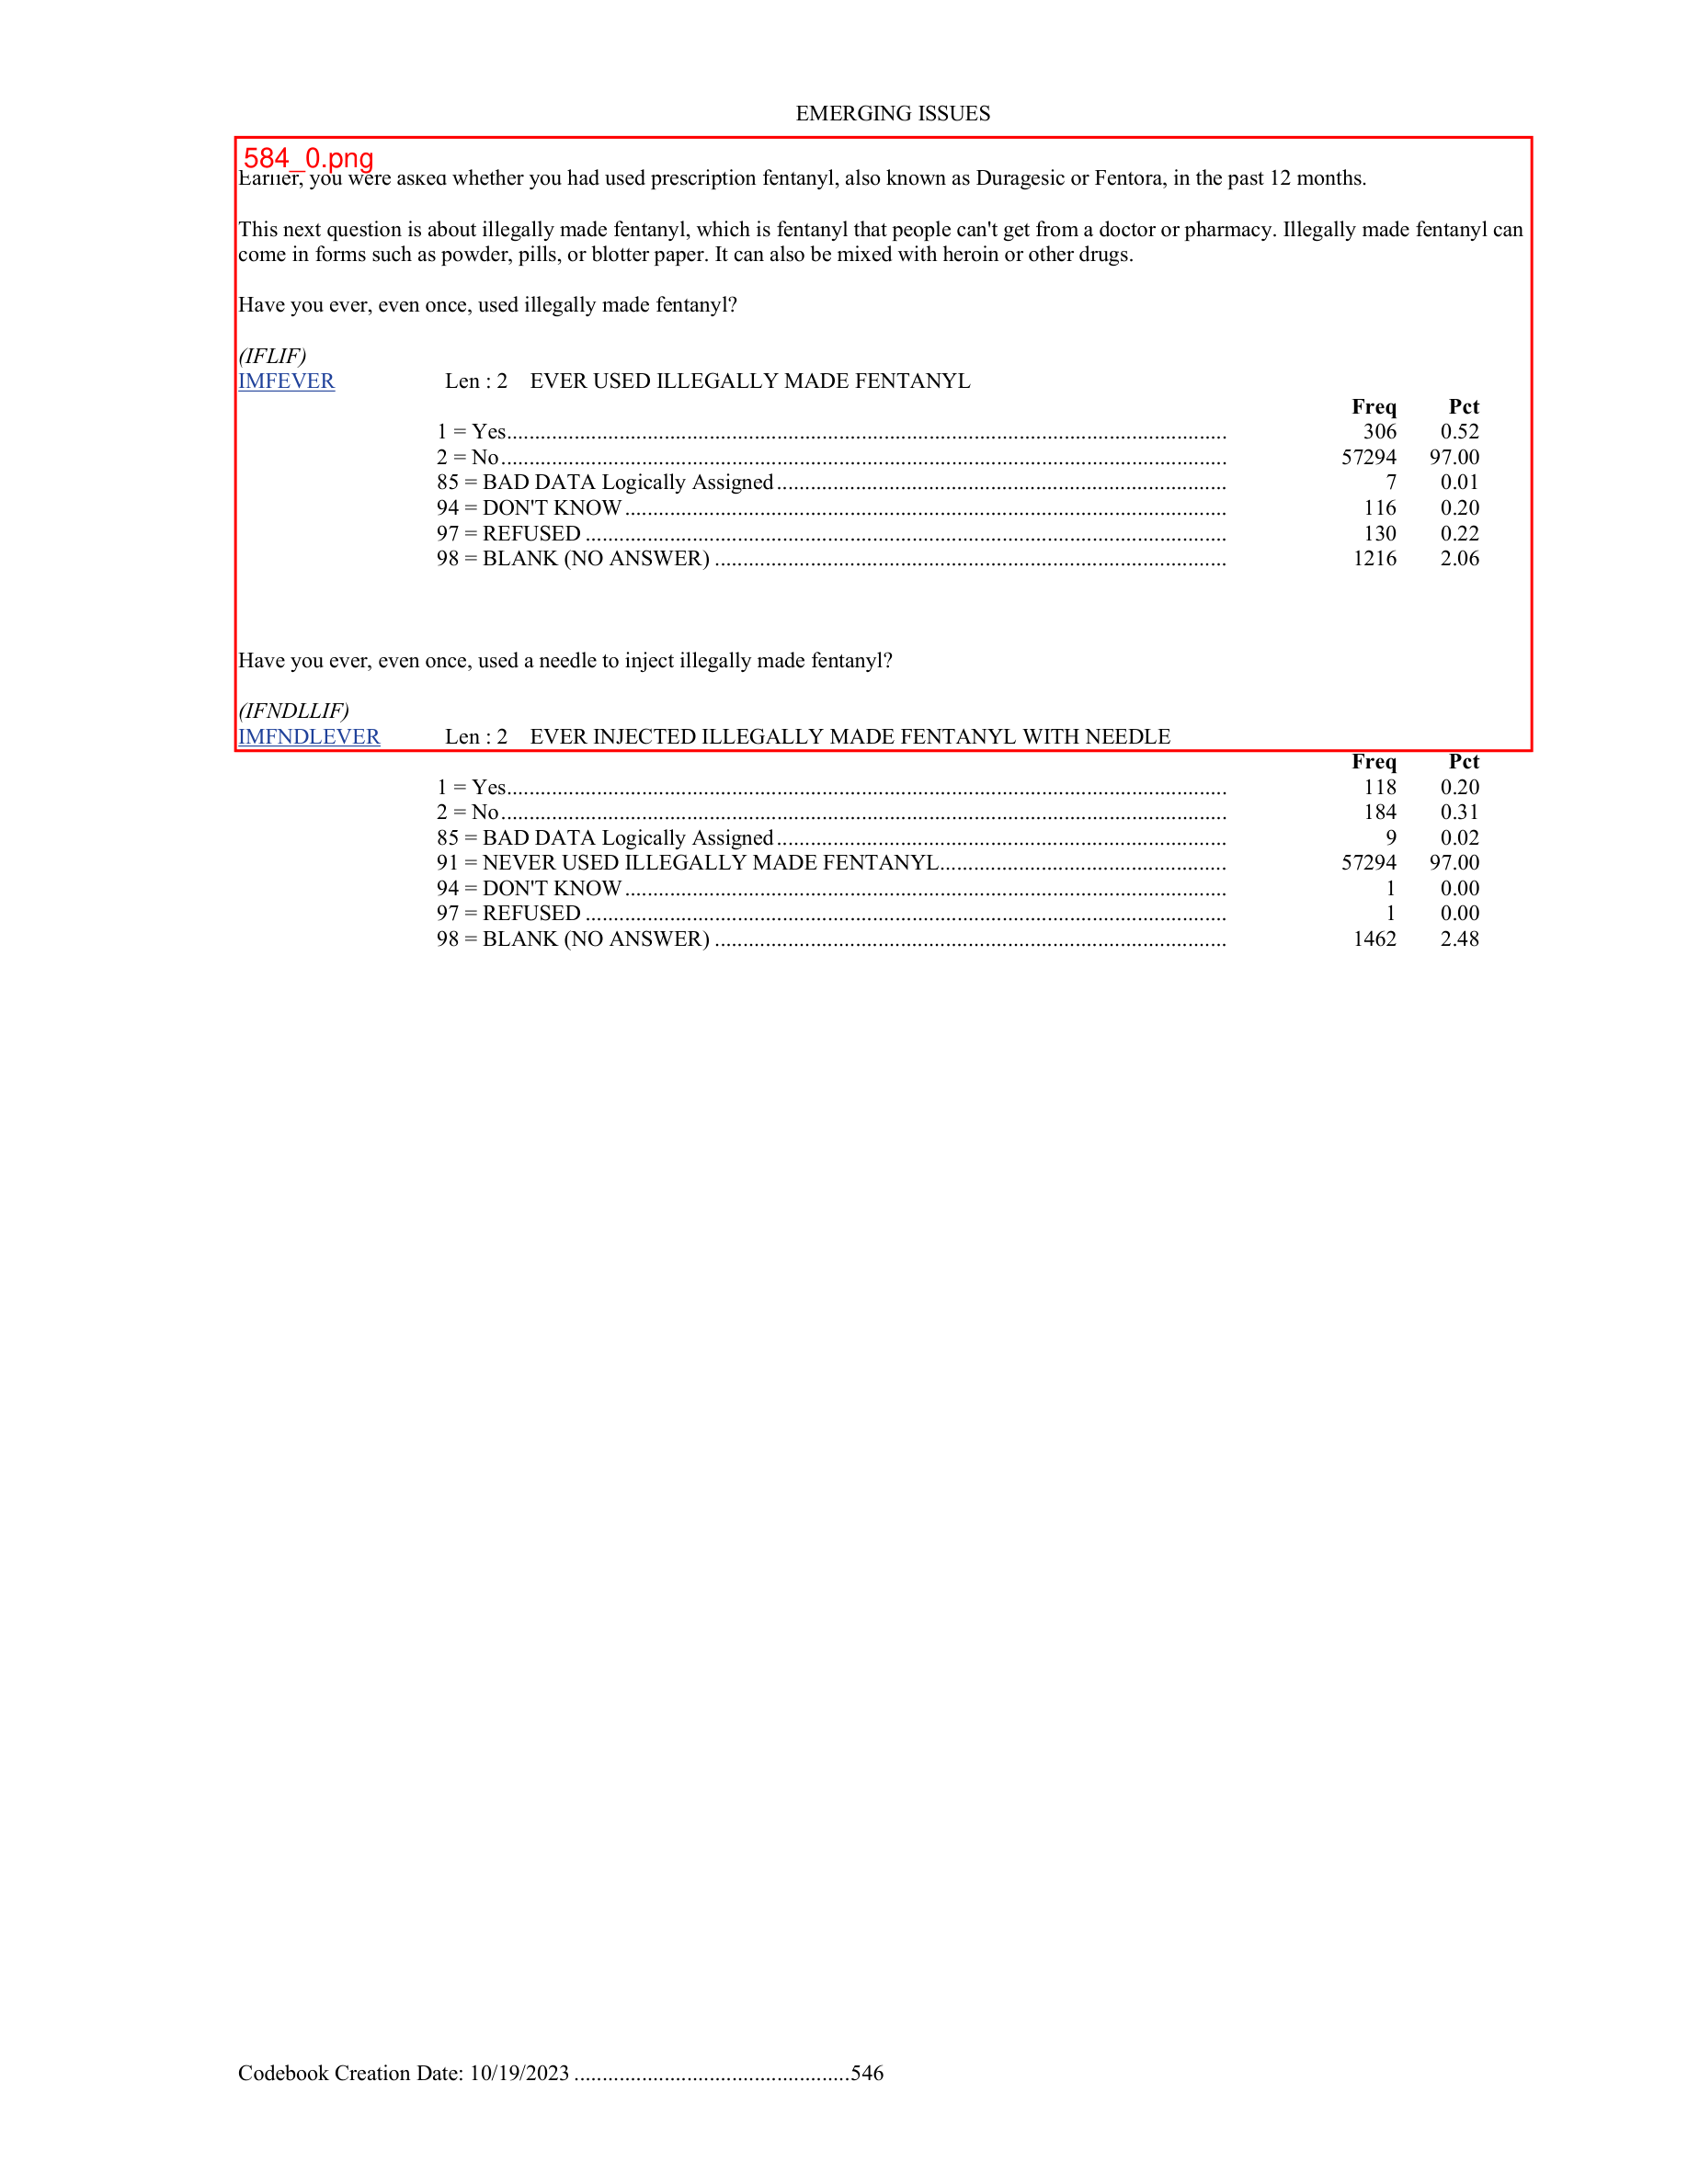 EMERGING ISSUES
584_0.png
Earlier, you were asked whether you had used prescription fentanyl, also known as Duragesic or Fentora, in the past 12 months.
This next question is about illegally made fentanyl, which is fentanyl that people can't get from a doctor or pharmacy. Illegally made fentanyl can
come in forms such as powder, pills, or blotter paper. It can also be mixed with heroin or other drugs.
Have you ever, even once, used illegally made fentanyl?
(IFLIF)
IMFEVER Len : 2 EVER USED ILLEGALLY MADE FENTANYL
Freq Pct
1 = Yes 306 0.52
2 = No 57294 97.00
85 = BAD DATA Logically Assigned 7 0.01
94 = DON'T KNOW 116 0.20
97 = REFUSED 130 0.22
98 = BLANK (NO ANSWER) 1216 2.06
Have you ever, even once, used a needle to inject illegally made fentanyl?
(IFNDLLIF)
IMFNDLEVER Len : 2 EVER INJECTED ILLEGALLY MADE FENTANYL WITH NEEDLE
Freq Pct
1 = Yes 118 0.20
2 = No 184 0.31
85 = BAD DATA Logically Assigned 9 0.02
91 = NEVER USED ILLEGALLY MADE FENTANYL 57294 97.00
94 = DON'T KNOW 1 0.00
97 = REFUSED 1 0.00
98 = BLANK (NO ANSWER) 1462 2.48
Codebook Creation Date: 10/19/2023 546